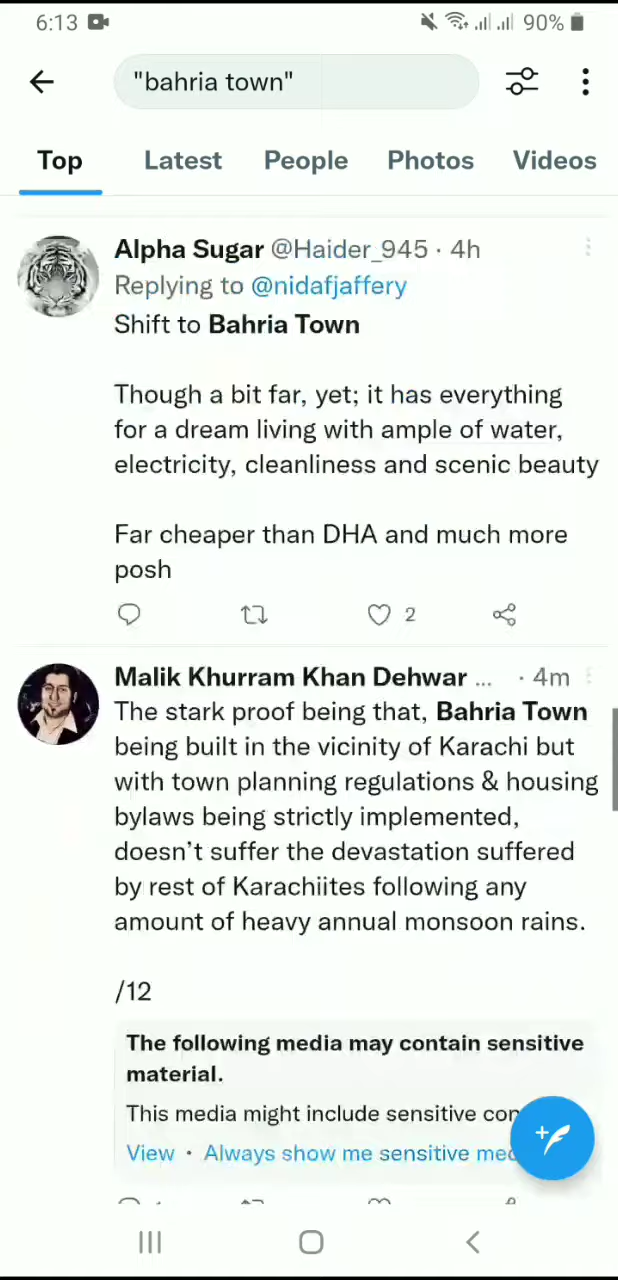 6:13 90%
"bahria town"
Top Latest People Photos Videos
Alpha Sugar @Haider_945 · 4h
Replying to @nidafjaffery
Shift to Bahria Town
Though a bit far, yet; it has everything
for a dream living with ample of water,
electricity, cleanliness and scenic beauty
Far cheaper than DHA and much more
posh
2
Malik Khurram Khan Dehwar ... · 4m
The stark proof being that, Bahria Town
being built in the vicinity of Karachi but
with town planning regulations & housing
bylaws being strictly implemented,
doesn't suffer the devastation suffered
by rest of Karachiites following any
amount of heavy annual monsoon rains.
/12
The following media may contain sensitive
material.
This media might include sensitive
View · Always show me sensitive